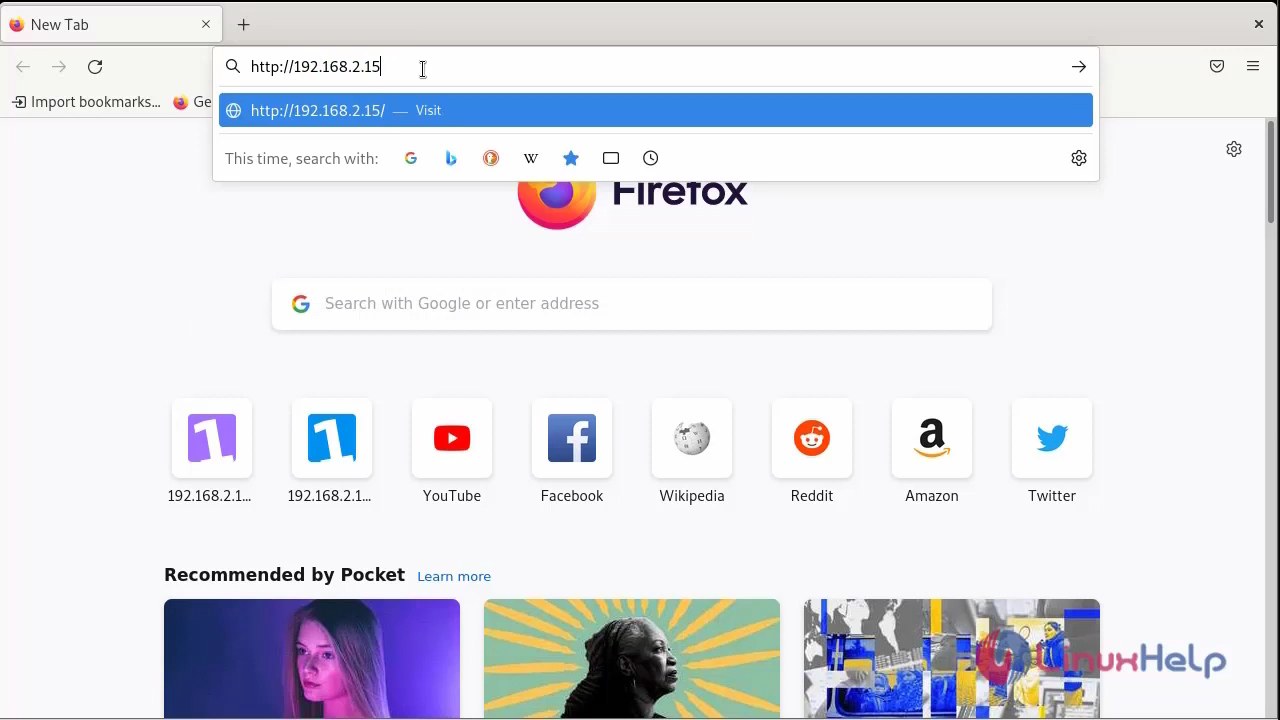 New Tab
http://192.168.2.15
Import bookmarks... Ge
http://192.168.2.15/ — Visit
This time, search with:
Firefox
Search with Google or enter address
192.168.2.1... 192.168.2.1... YouTube Facebook Wikipedia Reddit Amazon Twitter
Recommended by Pocket Learn more
LinuxHelp